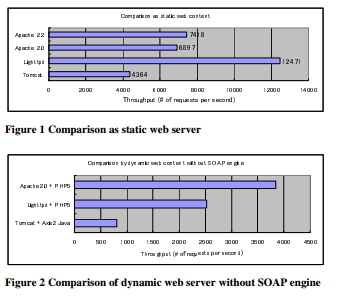 Comparison as static web content
Apache 2.2 7418
Apache 2.0 6897
Lighttpd 12471
Tomcat 4364
0 2000 4000 6000 8000 10000 12000 14000
Throughput (# of requests per second)
Figure 1 Comparison as static web server
Comparison by dynamic web content without SOAP engine
Apache2.0 + PHP5
Lighttpd + PHP5
Tomcat + Axis2 Java
0 500 1000 1500 2000 2500 3000 3500 4000 4500
Throughput (# of requests per second)
Figure 2 Comparison of dynamic web server without SOAP engine